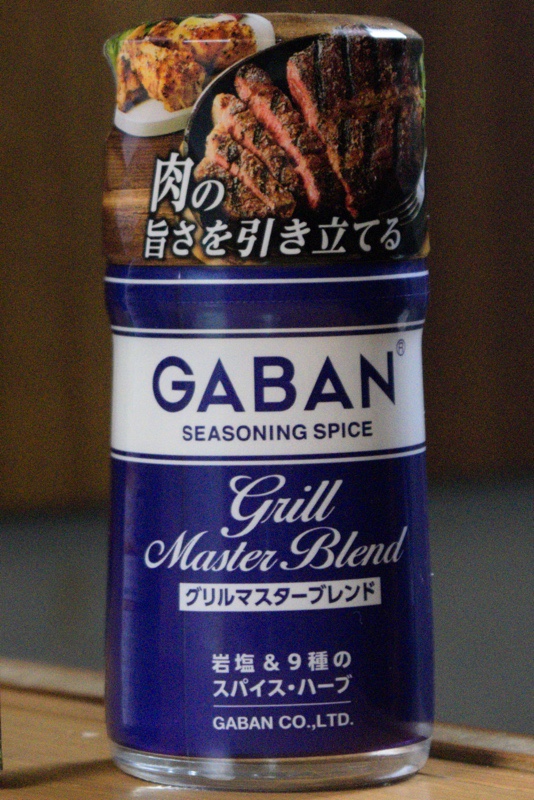 肉の
旨さを引き立てる
GABAN®
SEASONING SPICE
Grill
Master Blend
グリルマスターブレンド
岩塩&9種の
スパイス・ハーブ
GABAN CO.,LTD.